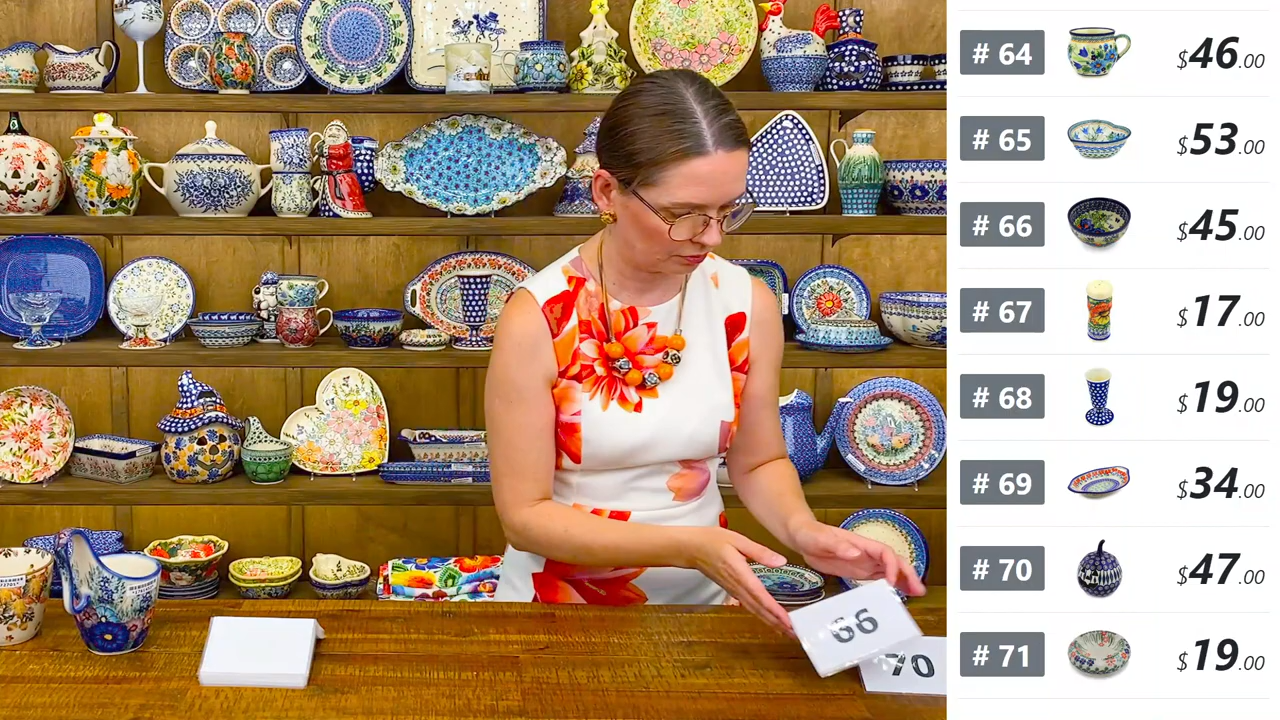 # 64 $46.00
# 65 $53.00
# 66 $45.00
# 67 $17.00
# 68 $19.00
# 69 $34.00
# 70 $47.00
# 71 $19.00
66
70